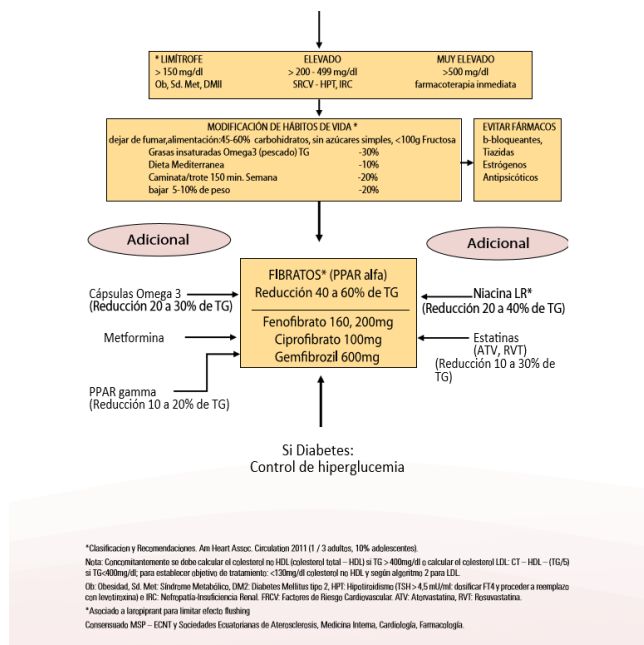 * LIMÍTROFE
> 150 mg/dl
Ob, Sd. Met, DMII
ELEVADO
> 200 - 499 mg/dl
SRCV - HPT, IRC
MUY ELEVADO
>500 mg/dl
farmacoterapia inmediata
MODIFICACIÓN DE HÁBITOS DE VIDA *
dejar de fumar,alimentación:45-60% carbohidratos, sin azúcares simples, <100g Fructosa
Grasas insaturadas Omega3 (pescado) TG -30%
Dieta Mediterranea -10%
Caminata/trote 150 min. Semana -20%
bajar 5-10% de peso -20%
EVITAR FÁRMACOS
b-bloqueantes,
Tiazidas
Estrógenos
Antipsicóticos
Adicional
Adicional
FIBRATOS* (PPAR alfa)
Reducción 40 a 60% de TG
Fenofibrato 160, 200mg
Ciprofibrato 100mg
Gemfibrozil 600mg
Cápsulas Omega 3
(Reducción 20 a 30% de TG)
Metformina
PPAR gamma
(Reducción 10 a 20% de TG)
Niacina LR*
(Reducción 20 a 40% de TG)
Estatinas
(ATV, RVT)
(Reducción 10 a 30% de
TG)
Si Diabetes:
Control de hiperglucemia
*Clasificacion y Recomendaciones. Am Heart Assoc. Circulation 2011 (1 / 3 adultos, 10% adolescentes).
Nota: Concomitantemente se debe calcular el colesterol no HDL (colesterol total – HDL) si TG > 400mg/dl o calcular el colesterol LDL: CT – HDL – (TG/5)
si TG<400mg/dl; para establecer objetivo de tratamiento: <130mg/dl colesterol no HDL y según algoritmo 2 para LDL.
Ob: Obesidad, Sd. Met: Síndrome Metabólico, DM2: Diabetes Mellitus tipo 2, HPT: Hipotiroidismo (TSH > 4,5 mU/ml: dosificar FT4 y proceder a reemplazo
con levotiroxina) e IRC: Nefropatía-Insuficiencia Renal. FRCV: Factores de Riesgo Cardiovascular. ATV: Atorvastatina, RVT: Rosuvastatina.
*Asociado a laropiprant para limitar efecto flushing
Consensuado MSP – ECNT y Sociedades Ecuatorianas de Aterosclerosis, Medicina Interna, Cardiología, Farmacología.